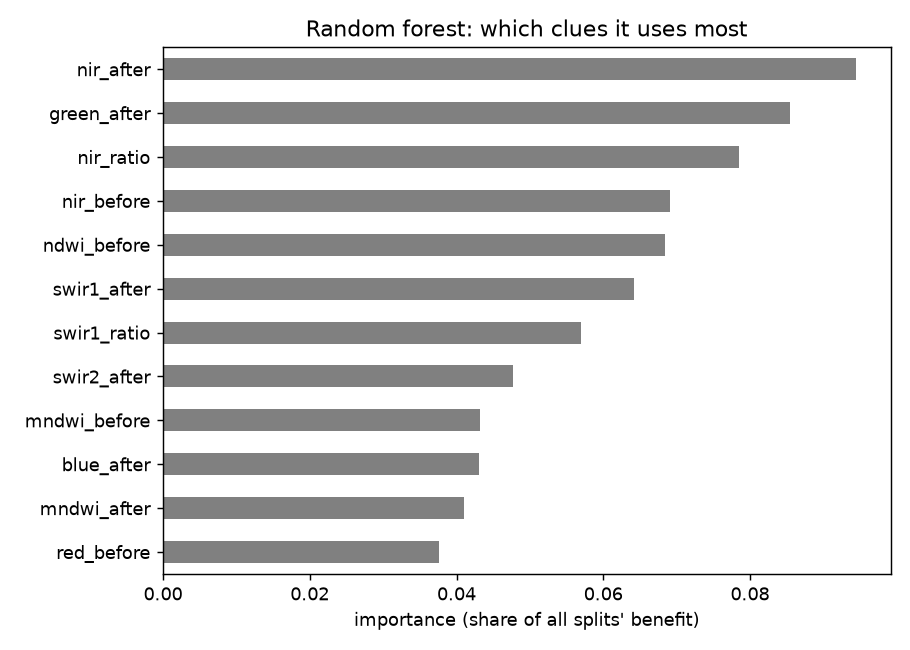 Random forest: which clues it uses most
nir_after
green_after
nir_ratio
nir_before
ndwi_before
swir1_after
swir1_ratio
swir2_after
mndwi_before
blue_after
mndwi_after
red_before
0.00 0.02 0.04 0.06 0.08
importance (share of all splits' benefit)